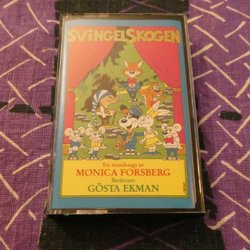 SVINGELSKOGEN
En musiksaga av
MONICA FORSBERG
Berättare:
GÖSTA EKMAN